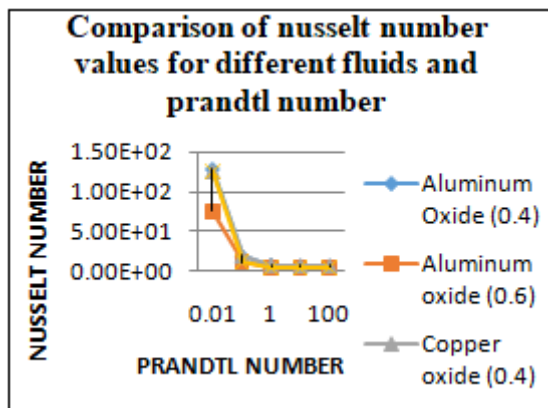 Comparison of nusselt number
values for different fluids and
prandtl number
NUSSELT NUMBER
1.50E+02
1.00E+02
5.00E+01
0.00E+00
0.01 1 100
PRANDTL NUMBER
Aluminum
Oxide (0.4)
Aluminum
oxide (0.6)
Copper
oxide (0.4)